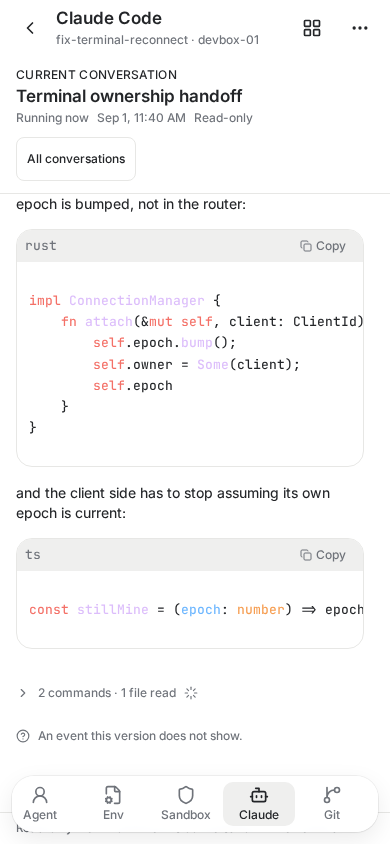 Claude Code
fix-terminal-reconnect · devbox-01
CURRENT CONVERSATION
Terminal ownership handoff
Running now Sep 1, 11:40 AM Read-only
All conversations
epoch is bumped, not in the router:
rust Copy
impl ConnectionManager {
fn attach(&mut self, client: ClientId)
self.epoch.bump();
self.owner = Some(client);
self.epoch
}
}
and the client side has to stop assuming its own
epoch is current:
ts Copy
const stillMine = (epoch: number) => epoch
2 commands · 1 file read
An event this version does not show.
Agent Env Sandbox Claude Git